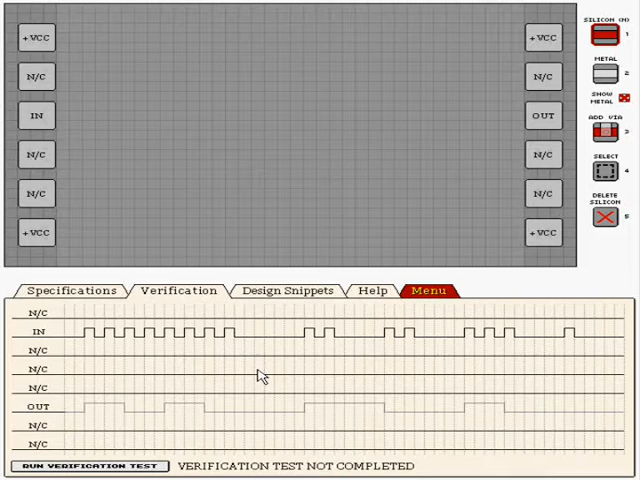 SILICON (N)
+VCC
+VCC
1
METAL
N/C
N/C
2
SHOW
METAL
IN
OUT
ADD VIA
3
N/C
N/C
SELECT
4
N/C
N/C
DELETE
SILICON
+VCC
+VCC
5
Specifications
Verification
Design Snippets
Help
Menu
N/C
IN
N/C
N/C
N/C
OUT
N/C
N/C
RUN VERIFICATION TEST
VERIFICATION TEST NOT COMPLETED